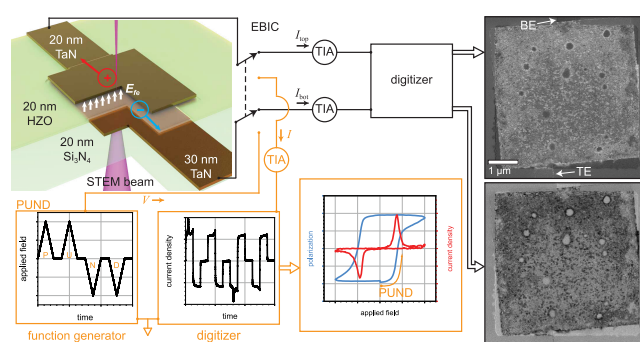 20 nm
TaN
EBIC
I_top
TIA
BE
digitizer
E_fe
20 nm
HZO
I_bot
TIA
20 nm
Si₃N₄
30 nm
TaN
I
TIA
1 µm
TE
STEM beam
V
PUND
applied field
P
U
N
D
time
function generator
current density
time
digitizer
polarization
current density
PUND
applied field